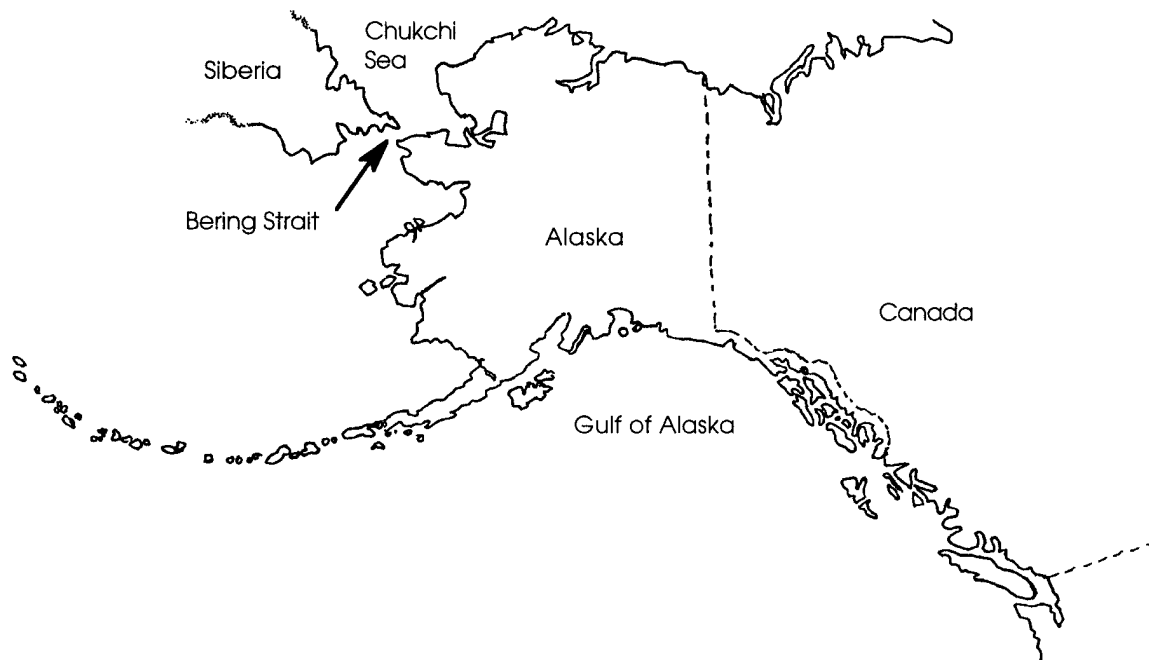 Chukchi
Sea
Siberia
Bering Strait
Alaska
Canada
Gulf of Alaska